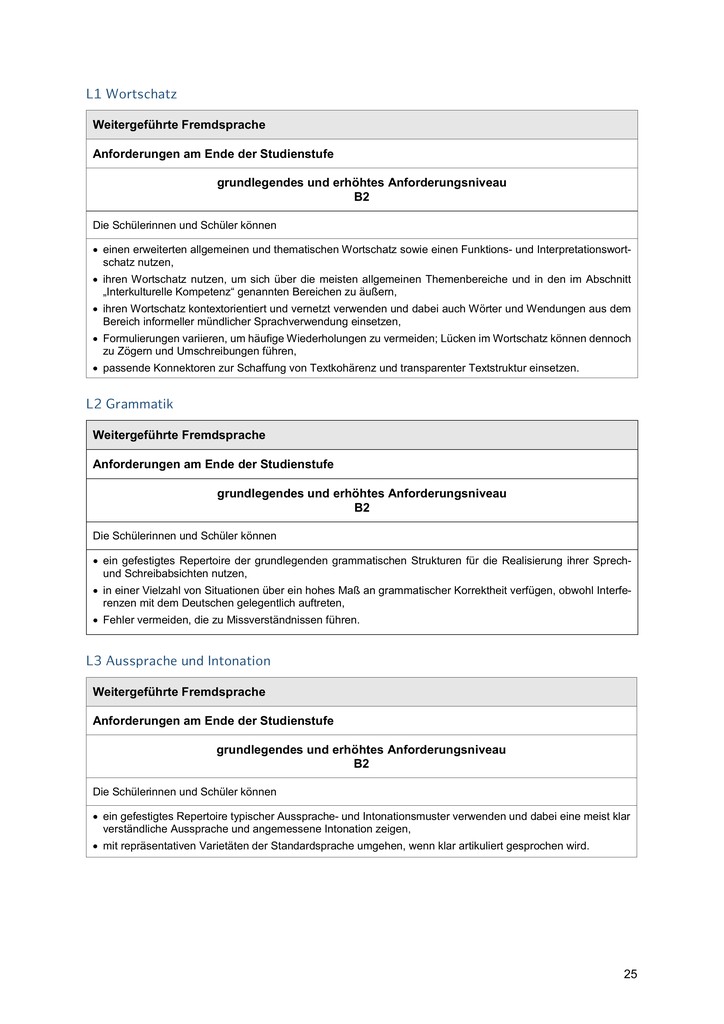 L1 Wortschatz
Weitergeführte Fremdsprache
Anforderungen am Ende der Studienstufe
grundlegendes und erhöhtes Anforderungsniveau
B2
Die Schülerinnen und Schüler können
• einen erweiterten allgemeinen und thematischen Wortschatz sowie einen Funktions- und Interpretationswort-
schatz nutzen,
• ihren Wortschatz nutzen, um sich über die meisten allgemeinen Themenbereiche und in den im Abschnitt
„Interkulturelle Kompetenz“ genannten Bereichen zu äußern,
• ihren Wortschatz kontextorientiert und vernetzt verwenden und dabei auch Wörter und Wendungen aus dem
Bereich informeller mündlicher Sprachverwendung einsetzen,
• Formulierungen variieren, um häufige Wiederholungen zu vermeiden; Lücken im Wortschatz können dennoch
zu Zögern und Umschreibungen führen,
• passende Konnektoren zur Schaffung von Textkohärenz und transparenter Textstruktur einsetzen.
L2 Grammatik
Weitergeführte Fremdsprache
Anforderungen am Ende der Studienstufe
grundlegendes und erhöhtes Anforderungsniveau
B2
Die Schülerinnen und Schüler können
• ein gefestigtes Repertoire der grundlegenden grammatischen Strukturen für die Realisierung ihrer Sprech-
und Schreibabsichten nutzen,
• in einer Vielzahl von Situationen über ein hohes Maß an grammatischer Korrektheit verfügen, obwohl Interfe-
renzen mit dem Deutschen gelegentlich auftreten,
• Fehler vermeiden, die zu Missverständnissen führen.
L3 Aussprache und Intonation
Weitergeführte Fremdsprache
Anforderungen am Ende der Studienstufe
grundlegendes und erhöhtes Anforderungsniveau
B2
Die Schülerinnen und Schüler können
• ein gefestigtes Repertoire typischer Aussprache- und Intonationsmuster verwenden und dabei eine meist klar
verständliche Aussprache und angemessene Intonation zeigen,
• mit repräsentativen Varietäten der Standardsprache umgehen, wenn klar artikuliert gesprochen wird.
25